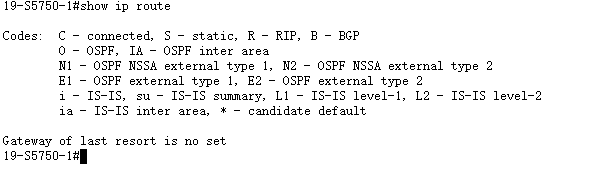 19-S5750-1#show ip route
Codes:  C - connected, S - static, R - RIP, B - BGP
O - OSPF, IA - OSPF inter area
N1 - OSPF NSSA external type 1, N2 - OSPF NSSA external type 2
E1 - OSPF external type 1, E2 - OSPF external type 2
i - IS-IS, su - IS-IS summary, L1 - IS-IS level-1, L2 - IS-IS level-2
ia - IS-IS inter area, * - candidate default
Gateway of last resort is no set
19-S5750-1#